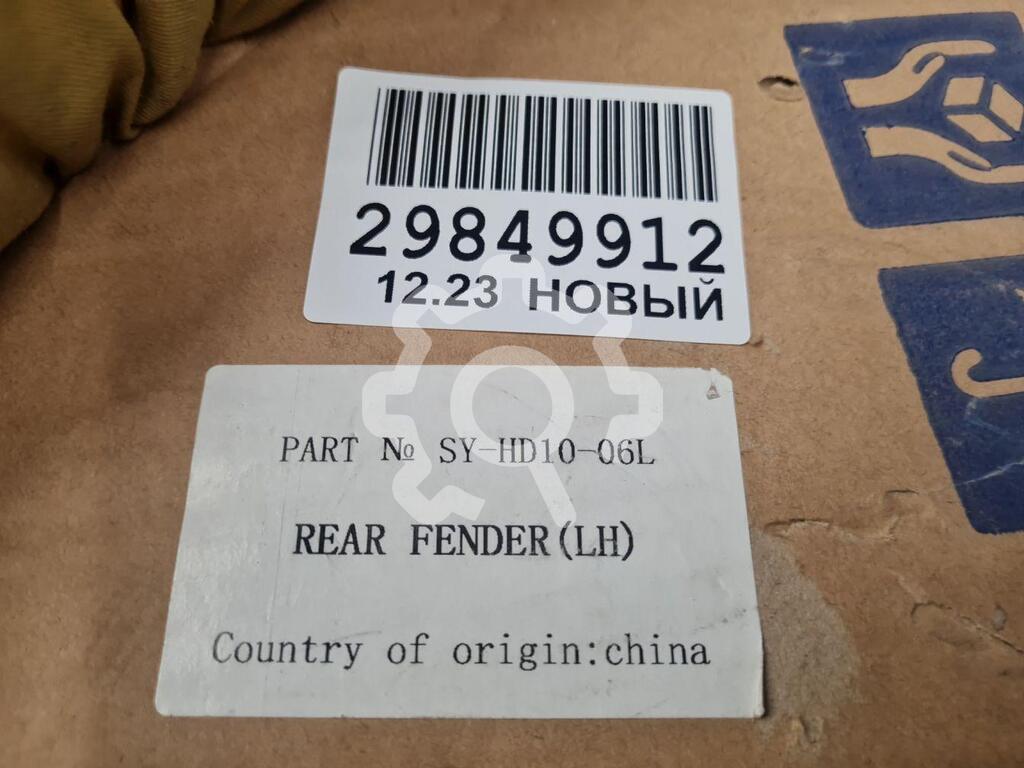 29849912
12.23 НОВЫЙ
PART № SY-HD10-06L
REAR FENDER(LH)
Country of origin:china